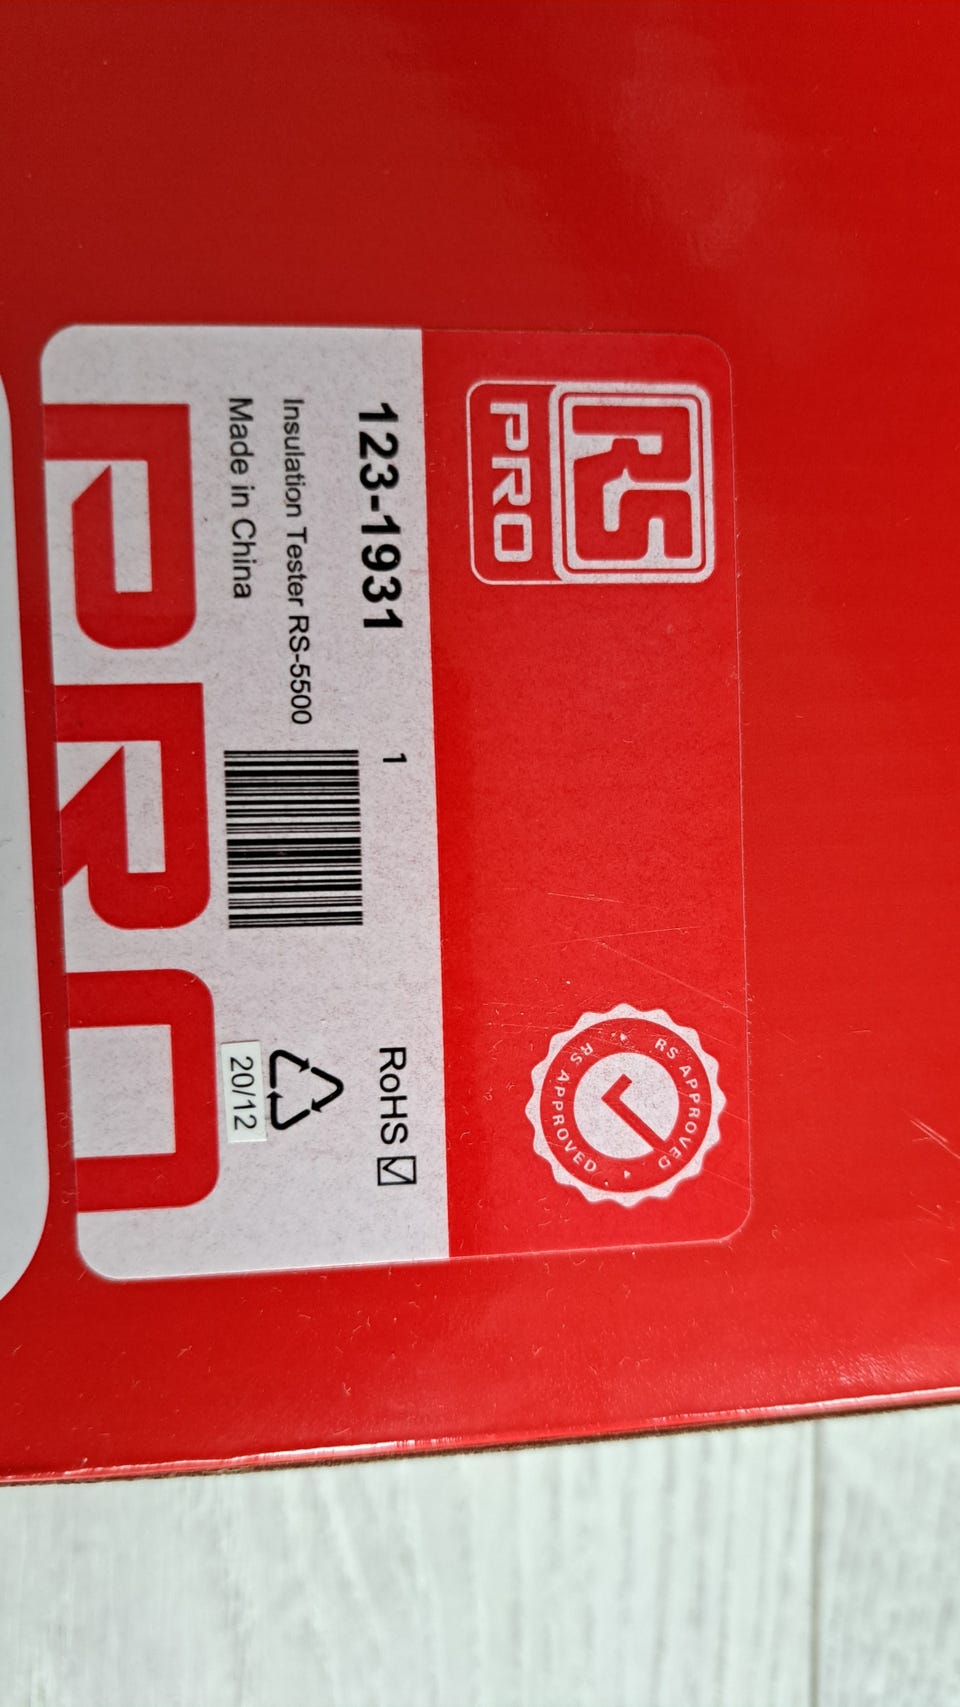 RS
PRO
RS APPROVED
RS APPROVED
123-1931 1 RoHS
Insulation Tester RS-5500
Made in China
20/12
PRO